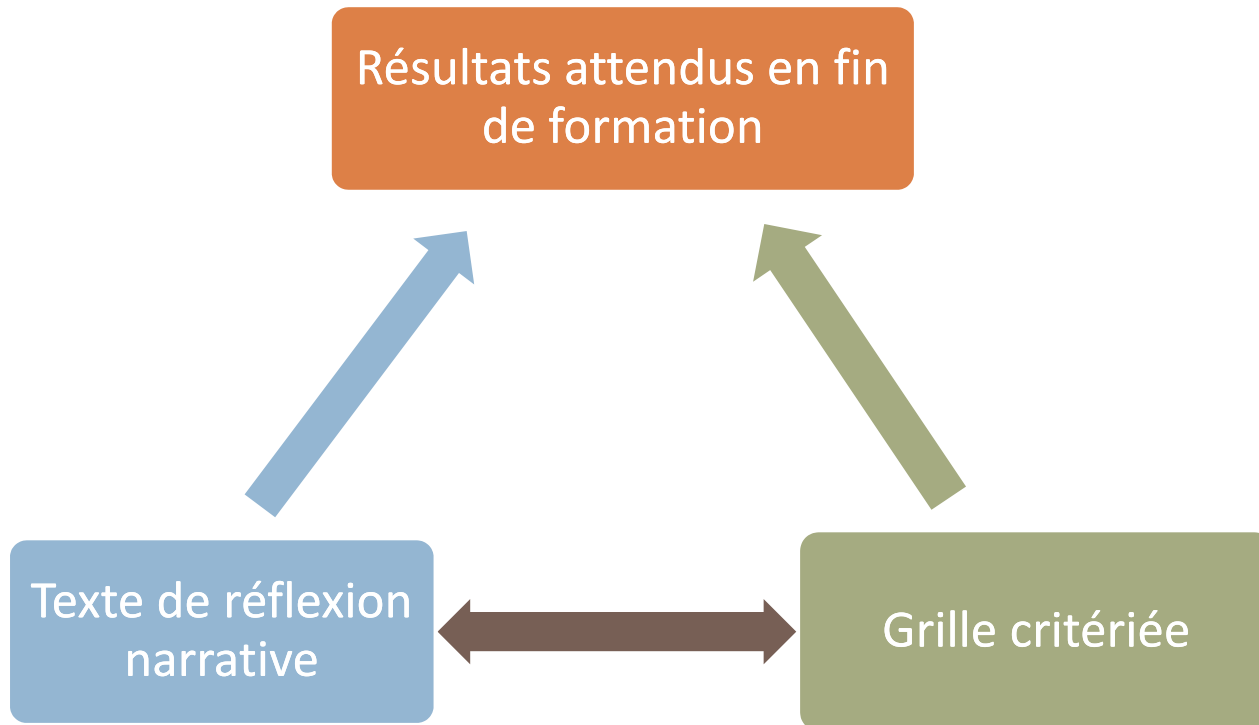 Résultats attendus en fin
de formation
Texte de réflexion
narrative
Grille critériée